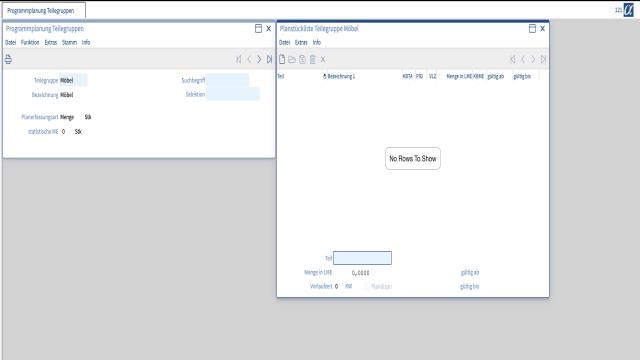 Programmplanung Teilegruppen
Programmplanung Teilegruppen
Datei Funktion Extras Stamm Info
Teilegruppe Möbel Suchbegriff
Bezeichnung Möbel Selektion
Planerfassungsart Menge Stk
statistische ME 0 Stk
Planstückliste Teilegruppe Möbel
Datei Extras Info
Teil Bezeichnung 1 KBTA PID VLZ Menge in LME KBME gültig ab gültig bis
No Rows To Show
Teil
Menge in LME 0,0000 gültig ab
Vorlaufzeit 0 KW gültig bis